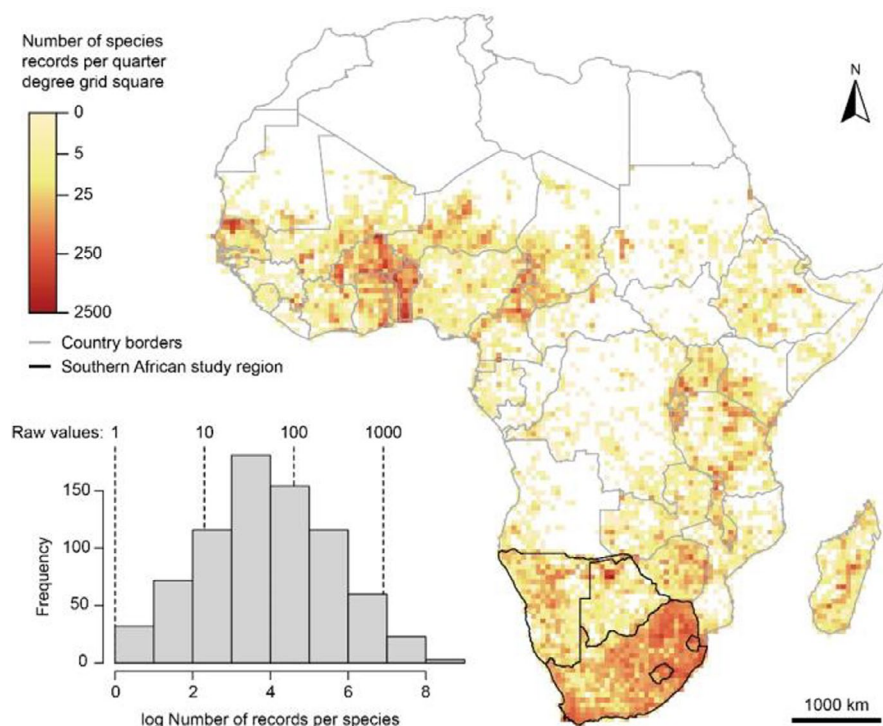 Number of species
records per quarter
degree grid square
0
5
25
250
2500
Country borders
Southern African study region
N
Raw values: 1 10 100 1000
150
100
50
0
Frequency
0 2 4 6 8
log Number of records per species
1000 km